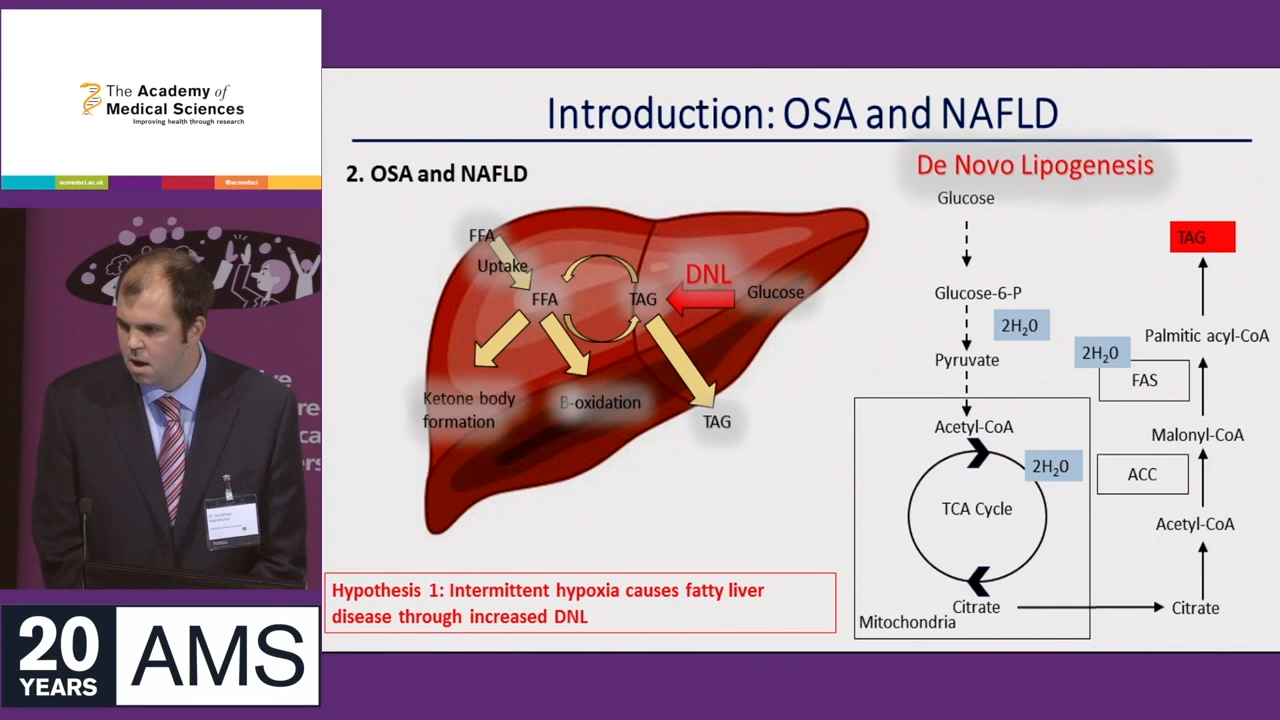 The Academy of
Medical Sciences
Improving health through research
acmedsci.ac.uk
@acmedsci
Dr Jonathan
20
YEARS
AMS
Introduction: OSA and NAFLD
2. OSA and NAFLD
FFA
Uptake
FFA
TAG
DNL
Glucose
Ketone body
formation
B-oxidation
TAG
Hypothesis 1: Intermittent hypoxia causes fatty liver
disease through increased DNL
De Novo Lipogenesis
Glucose
Glucose-6-P
2H₂0
Pyruvate
Acetyl-CoA
2H₂0
TCA Cycle
Citrate
Mitochondria
TAG
Palmitic acyl-CoA
2H₂0
FAS
Malonyl-CoA
ACC
Acetyl-CoA
Citrate